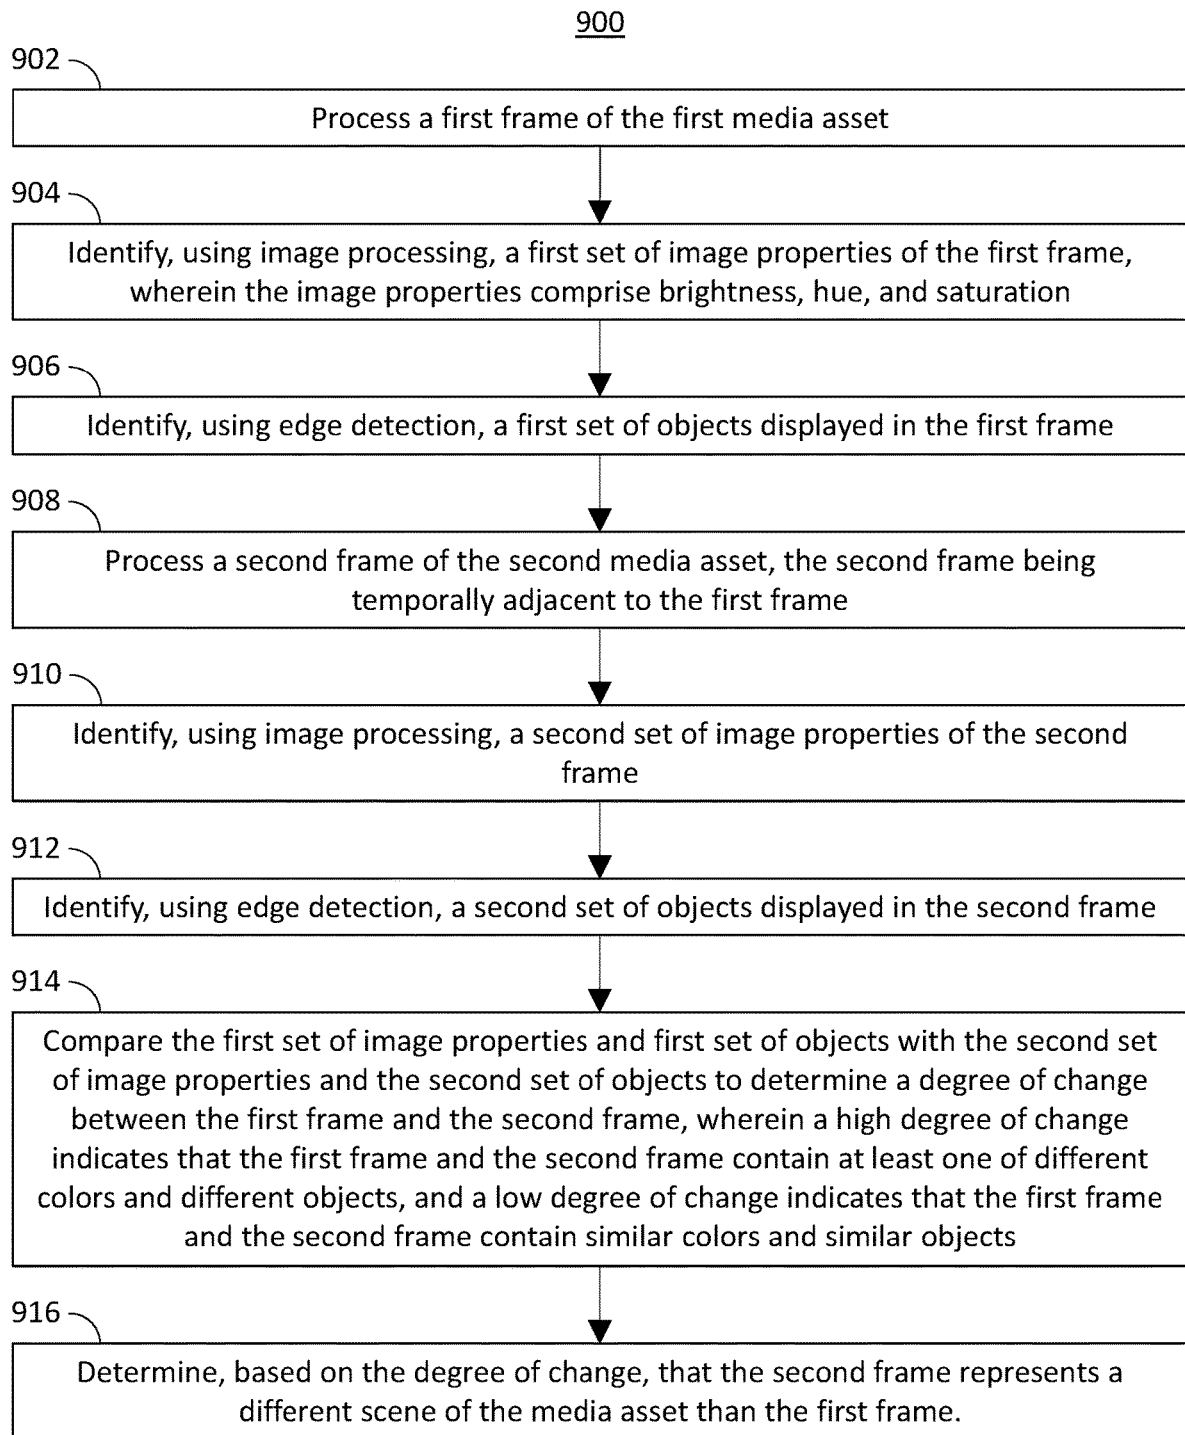 900
902
Process a first frame of the first media asset
904
Identify, using image processing, a first set of image properties of the first frame,
wherein the image properties comprise brightness, hue, and saturation
906
Identify, using edge detection, a first set of objects displayed in the first frame
908
Process a second frame of the second media asset, the second frame being
temporally adjacent to the first frame
910
Identify, using image processing, a second set of image properties of the second
frame
912
Identify, using edge detection, a second set of objects displayed in the second frame
914
Compare the first set of image properties and first set of objects with the second set
of image properties and the second set of objects to determine a degree of change
between the first frame and the second frame, wherein a high degree of change
indicates that the first frame and the second frame contain at least one of different
colors and different objects, and a low degree of change indicates that the first frame
and the second frame contain similar colors and similar objects
916
Determine, based on the degree of change, that the second frame represents a
different scene of the media asset than the first frame.